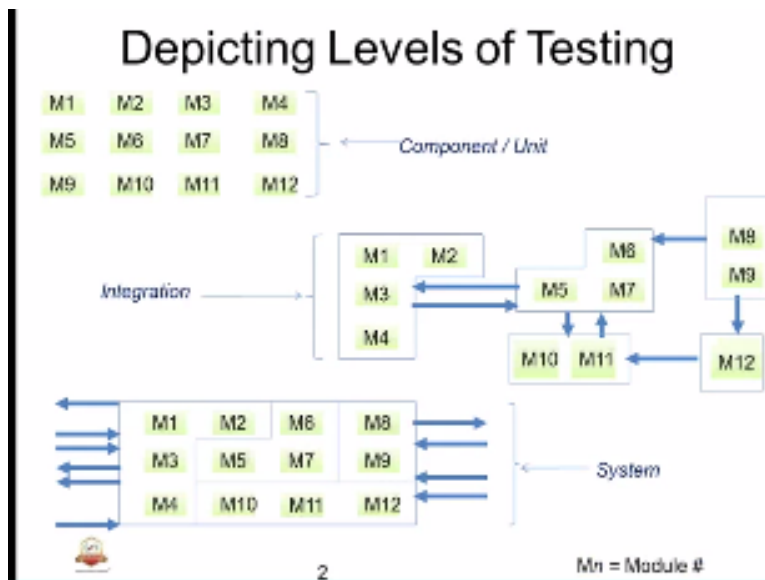 Depicting Levels of Testing
M1 M2 M3 M4
M5 M6 M7 M8
M9 M10 M11 M12
Component / Unit
Integration
M1 M2
M3
M4
M6
M5 M7
M8
M9
M10 M11
M12
M1 M2 M6 M8
M3 M5 M7 M9
M4 M10 M11 M12
System
2
Mn = Module #